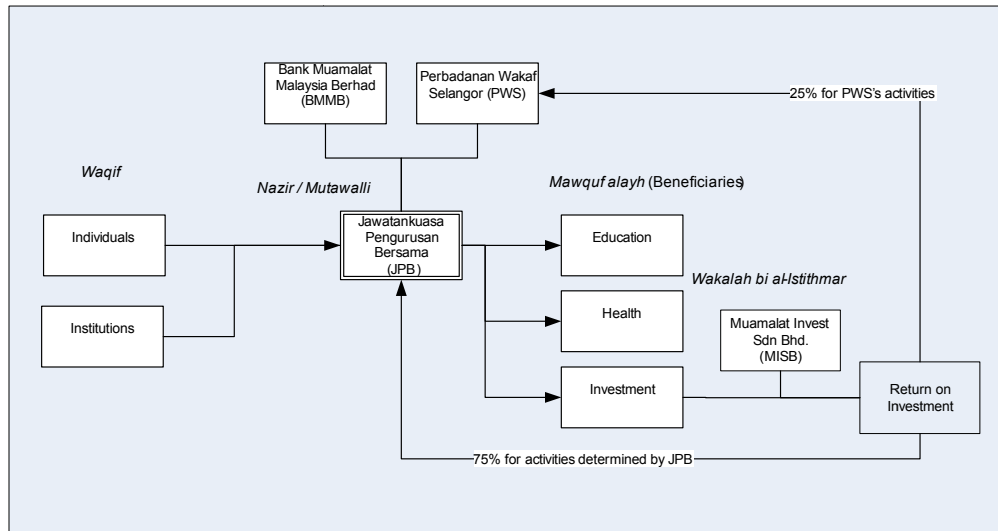 Bank Muamalat
Malaysia Berhad
(BMMB)
Perbadanan Wakaf
Selangor (PWS)
25% for PWS's activities
Waqif
Nazir / Mutawalli
Mawquf alayh (Beneficiaries)
Individuals
Jawatankuasa
Pengurusan
Bersama
(JPB)
Education
Wakalah bi al-Istithmar
Institutions
Health
Muamalat Invest
Sdn Bhd.
(MISB)
Investment
Return on
Investment
75% for activities determined by JPB